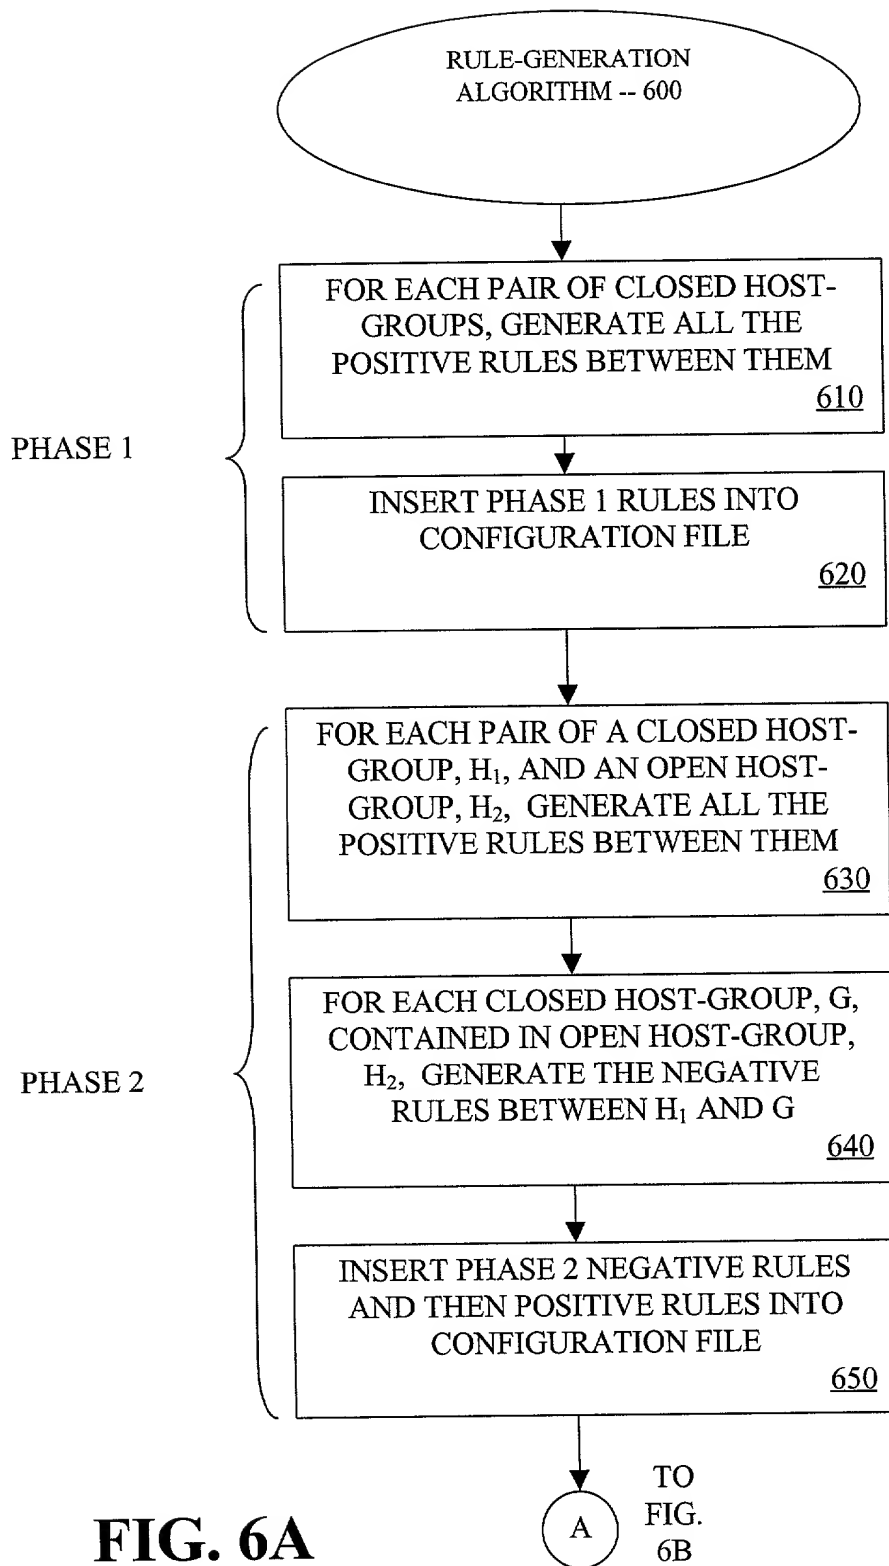 RULE-GENERATION
ALGORITHM -- 600
FOR EACH PAIR OF CLOSED HOST-
GROUPS, GENERATE ALL THE
POSITIVE RULES BETWEEN THEM
610
PHASE 1
INSERT PHASE 1 RULES INTO
CONFIGURATION FILE
620
FOR EACH PAIR OF A CLOSED HOST-
GROUP, H₁, AND AN OPEN HOST-
GROUP, H₂, GENERATE ALL THE
POSITIVE RULES BETWEEN THEM
630
FOR EACH CLOSED HOST-GROUP, G,
CONTAINED IN OPEN HOST-GROUP,
H₂, GENERATE THE NEGATIVE
RULES BETWEEN H₁ AND G
640
PHASE 2
INSERT PHASE 2 NEGATIVE RULES
AND THEN POSITIVE RULES INTO
CONFIGURATION FILE
650
A
TO
FIG.
6B
FIG. 6A